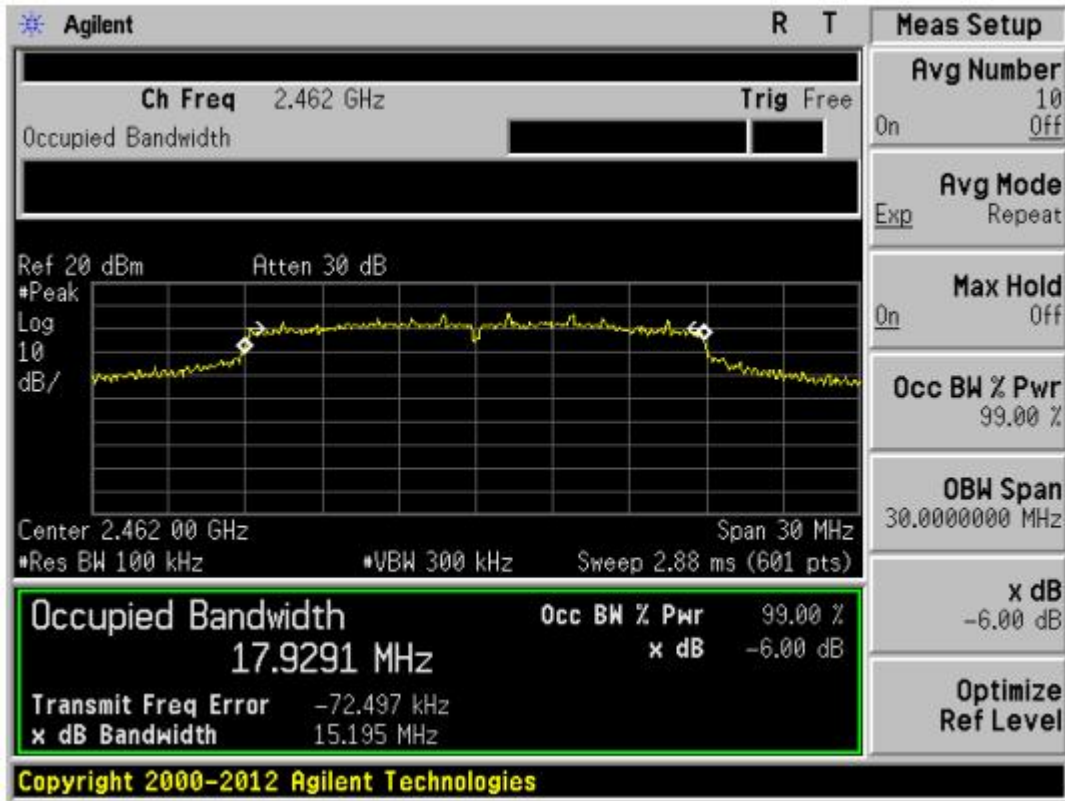 Agilent R T
Ch Freq 2.462 GHz Trig Free
Occupied Bandwidth
Ref 20 dBm Atten 30 dB
#Peak
Log
10
dB/
Center 2.462 00 GHz Span 30 MHz
#Res BW 100 kHz #VBW 300 kHz Sweep 2.88 ms (601 pts)
Occupied Bandwidth Occ BW % Pwr 99.00 %
17.9291 MHz x dB -6.00 dB
Transmit Freq Error -72.497 kHz
x dB Bandwidth 15.195 MHz
Copyright 2000-2012 Agilent Technologies
Meas Setup
Avg Number
10
On Off
Avg Mode
Exp Repeat
Max Hold
On Off
Occ BW % Pwr
99.00 %
OBW Span
30.0000000 MHz
x dB
-6.00 dB
Optimize
Ref Level